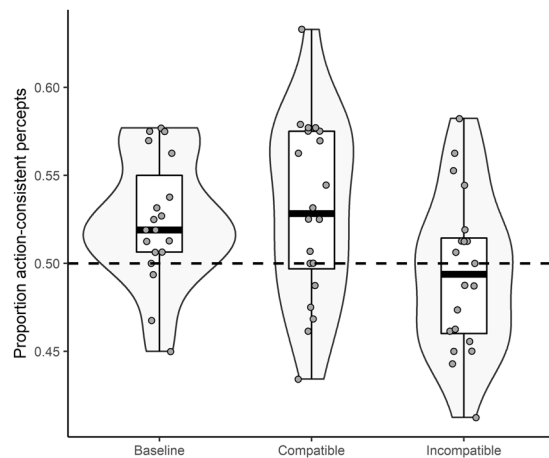 Proportion action-consistent percepts
0.60
0.55
0.50
0.45
Baseline Compatible Incompatible